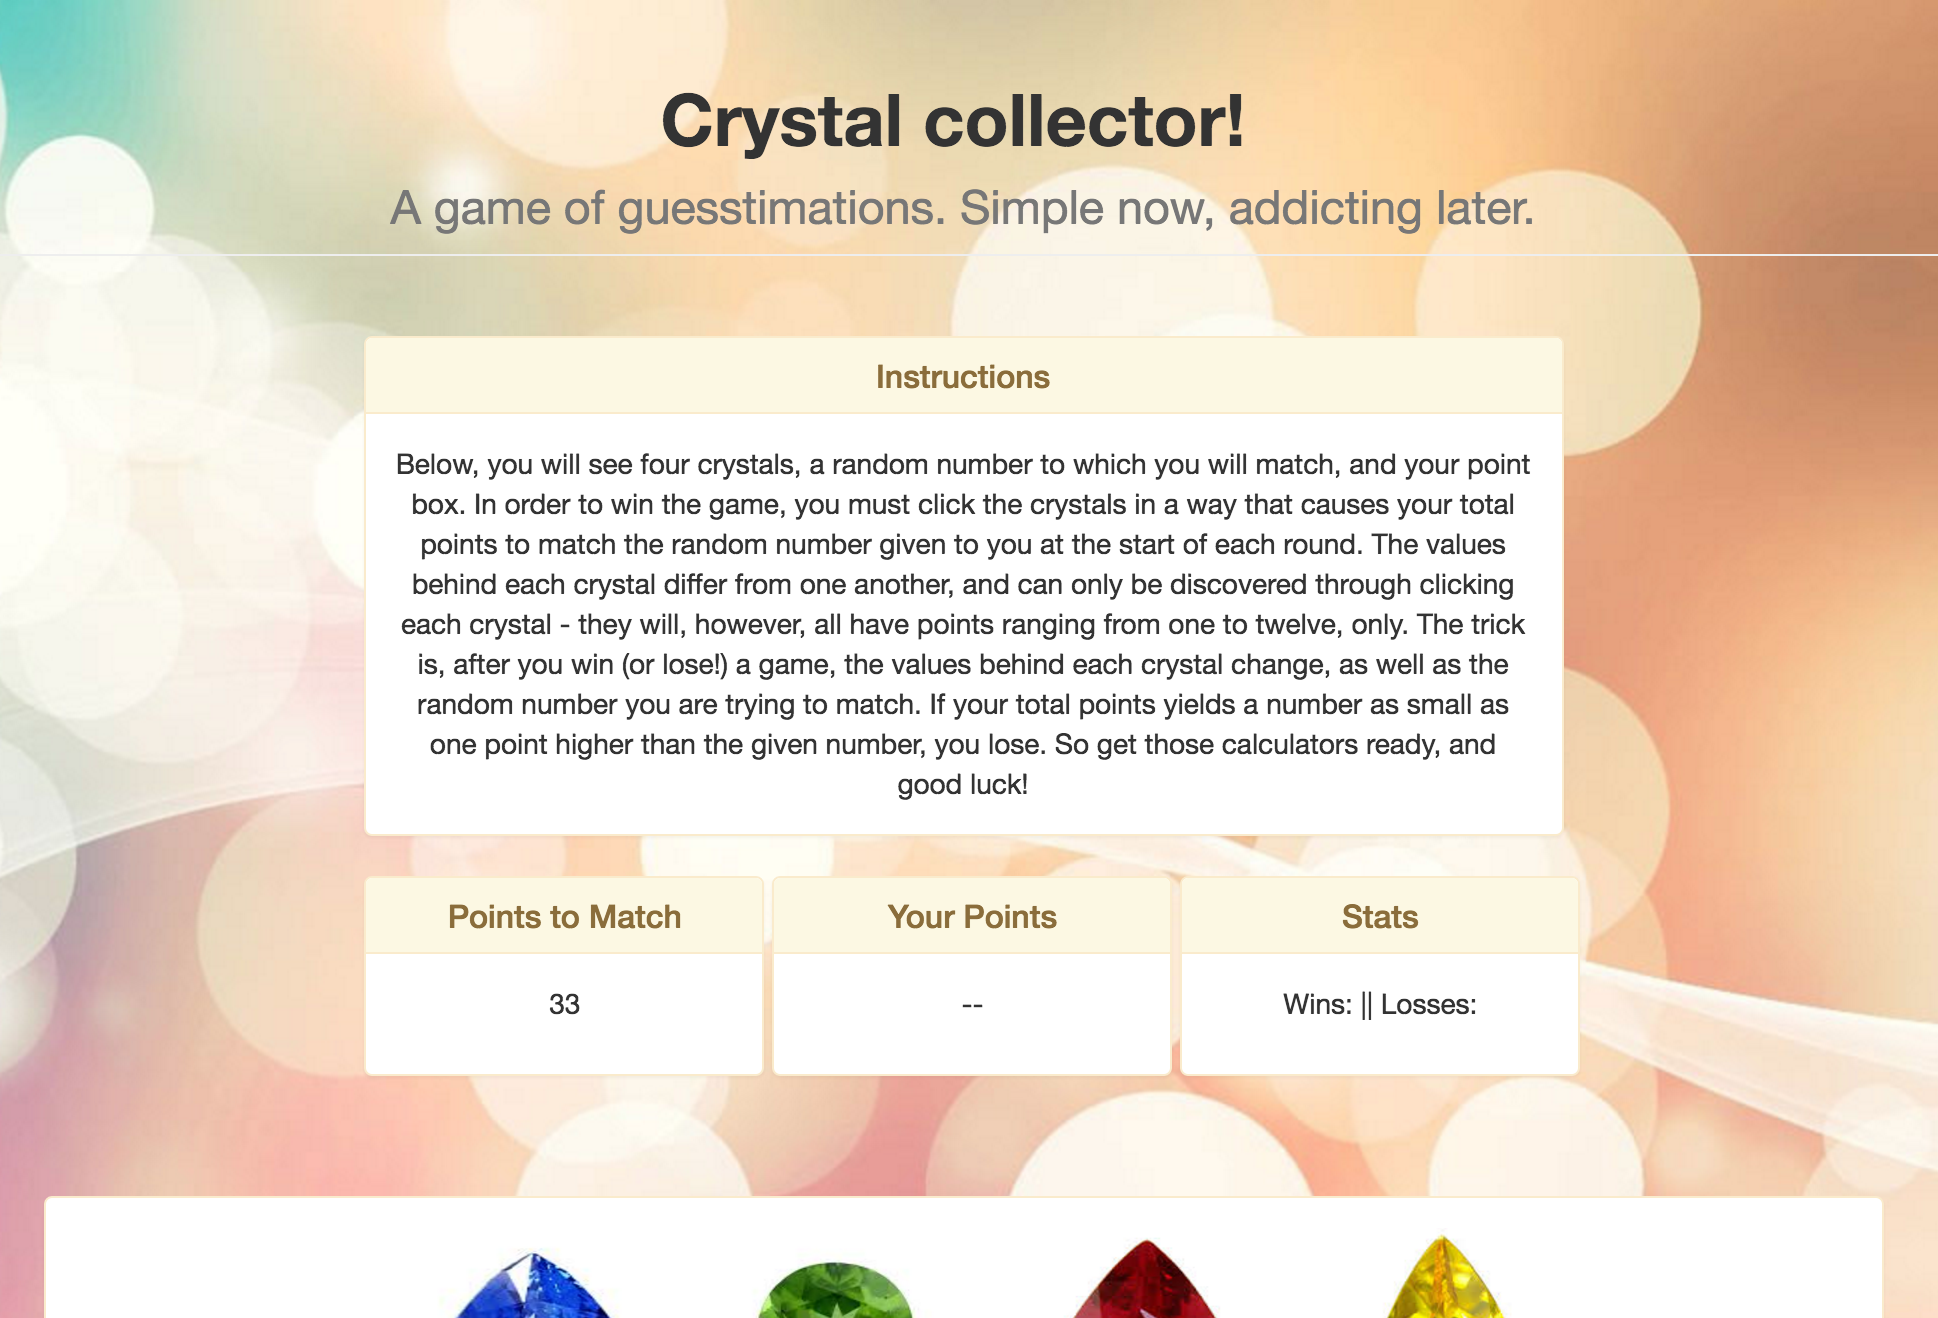 Crystal collector!
A game of guesstimations. Simple now, addicting later.
Instructions
Below, you will see four crystals, a random number to which you will match, and your point
box. In order to win the game, you must click the crystals in a way that causes your total
points to match the random number given to you at the start of each round. The values
behind each crystal differ from one another, and can only be discovered through clicking
each crystal - they will, however, all have points ranging from one to twelve, only. The trick
is, after you win (or lose!) a game, the values behind each crystal change, as well as the
random number you are trying to match. If your total points yields a number as small as
one point higher than the given number, you lose. So get those calculators ready, and
good luck!
Points to Match
33
Your Points
--
Stats
Wins: || Losses: